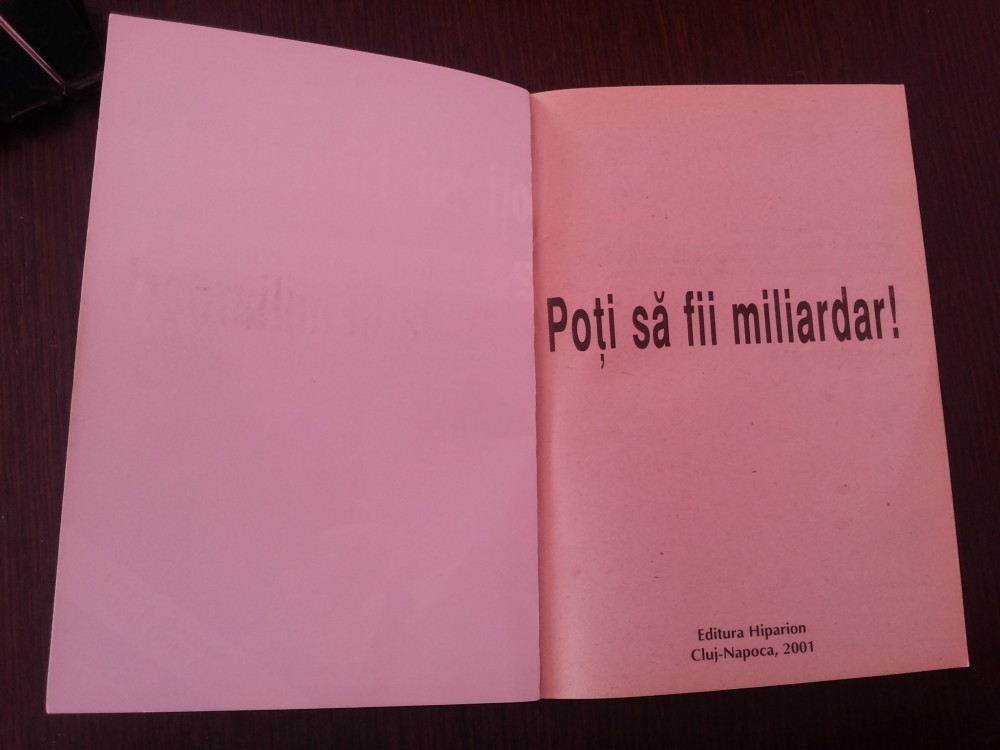 Poți să fii miliardar!
Editura Hiparion
Cluj-Napoca, 2001